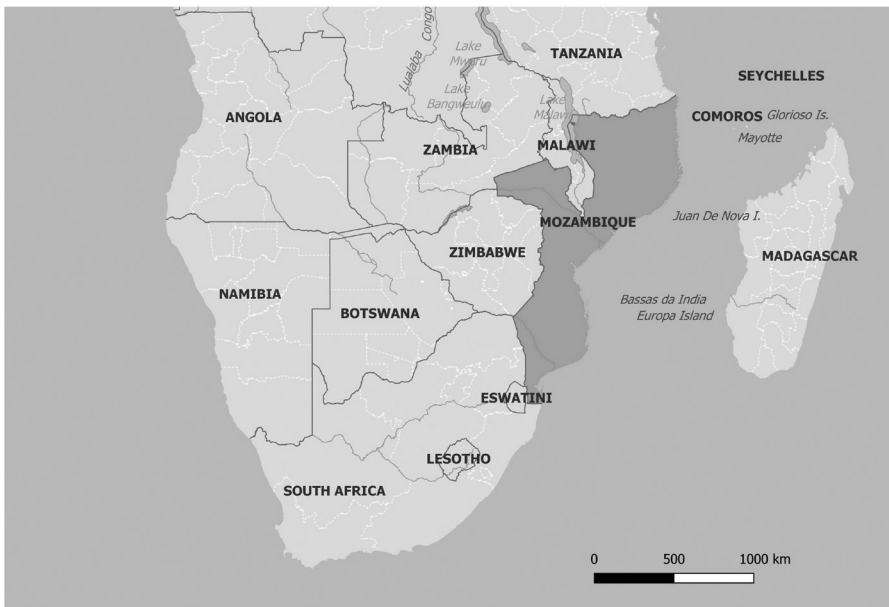 Congo
Lualaba
Lake
Mweru
TANZANIA
SEYCHELLES
Lake
Bangweulu
Lake
Malawi
ANGOLA
COMOROS
Glorioso Is.
Mayotte
ZAMBIA
MALAWI
Juan De Nova I.
MOZAMBIQUE
ZIMBABWE
MADAGASCAR
NAMIBIA
BOTSWANA
Bassas da India
Europa Island
ESWATINI
LESOTHO
SOUTH AFRICA
0 500 1000 km